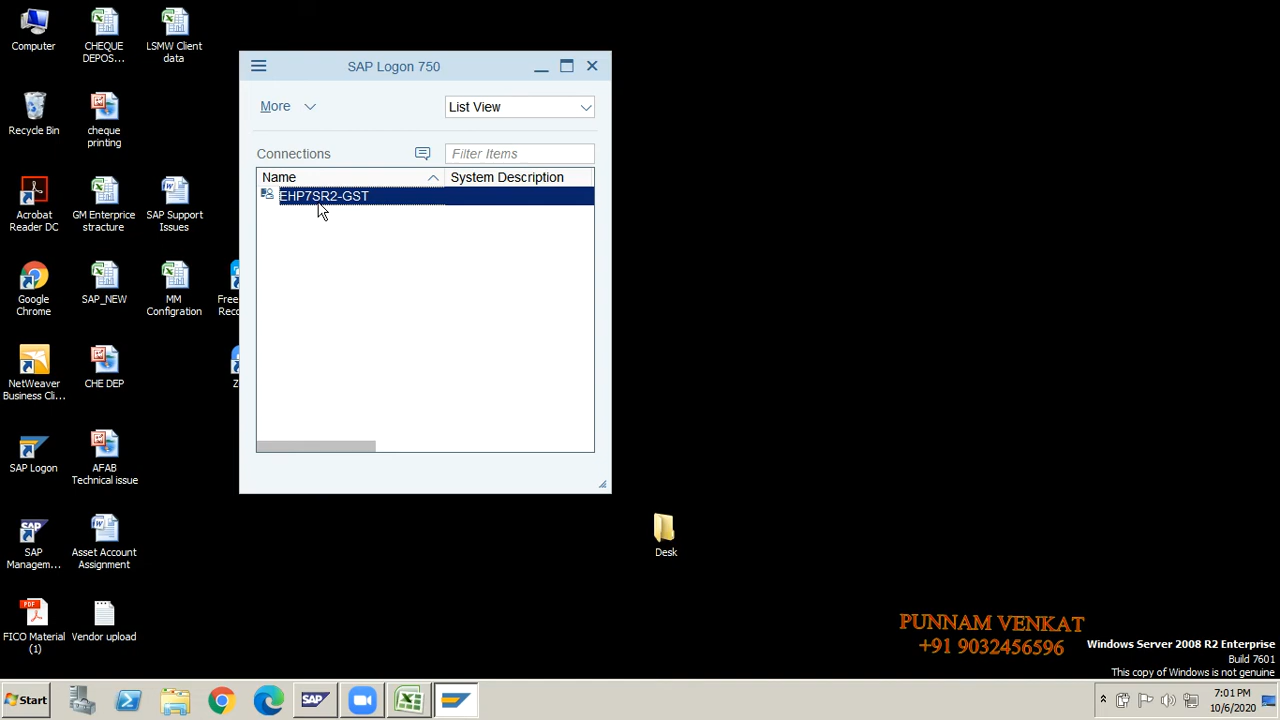 Computer
CHEQUE
DEPOS...
LSMW Client
data
Recycle Bin
cheque
printing
Acrobat
Reader DC
GM Enterprice
stracture
SAP Support
Issues
Google
Chrome
SAP_NEW
MM
Configration
Free
Reco
NetWeaver
Business Cli...
CHE DEP
Z
SAP Logon
AFAB
Technical issue
SAP
Managem...
Asset Account
Assignment
FICO Material
(1)
Vendor upload
SAP Logon 750
More
List View
Connections
Filter Items
Name
System Description
EHP7SR2-GST
Desk
PUNNAM VENKAT
+91 9032456596
Windows Server 2008 R2 Enterprise
Build 7601
This copy of Windows is not genuine
Start
SAP
7:01 PM
10/6/2020